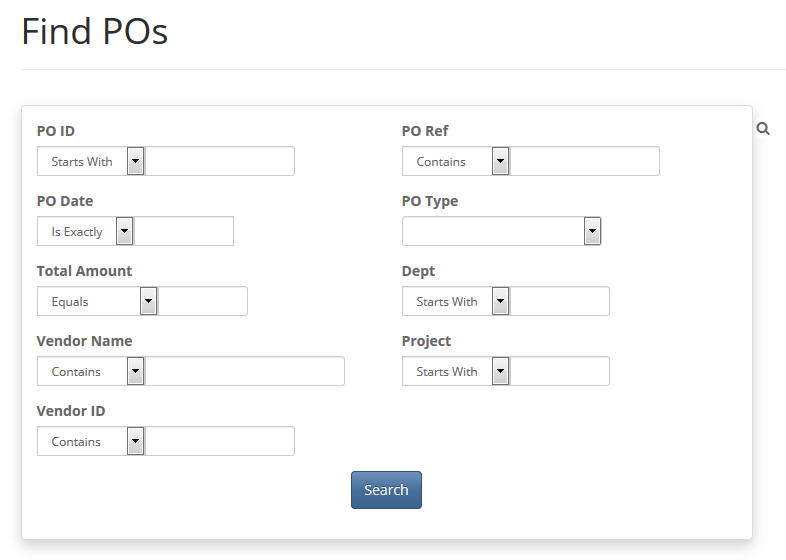 Find POs
PO ID
PO Ref
Starts With
Contains
PO Date
PO Type
Is Exactly
Total Amount
Dept
Equals
Starts With
Vendor Name
Project
Contains
Starts With
Vendor ID
Contains
Search